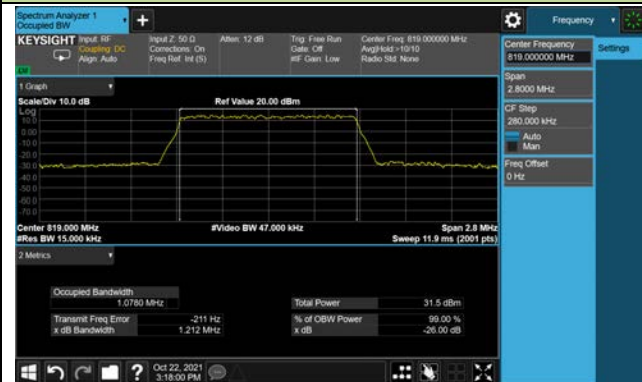 Spectrum Analyzer 1
Occupied BW
Frequency
KEYSIGHT
Input: RF
Coupling: DC
Align: Auto
Input Z: 50 Ω
Corrections: On
Freq Ref: Int (S)
Atten: 12 dB
Trig: Free Run
Gate: Off
#IF Gain: Low
Center Freq: 819.000000 MHz
Avg|Hold:>10/10
Radio Std: None
Center Frequency
819.000000 MHz
Settings
Span
2.8000 MHz
CF Step
280.000 kHz
Auto
Man
Freq Offset
0 Hz
1 Graph
Scale/Div 10.0 dB
Ref Value 20.00 dBm
Log
10.0
0.00
-10.0
-20.0
-30.0
-40.0
-50.0
-60.0
-70.0
Center 819.000 MHz
#Video BW 47.000 kHz
Span 2.8 MHz
#Res BW 15.000 kHz
Sweep 11.9 ms (2001 pts)
2 Metrics
Occupied Bandwidth
1.0780 MHz
Total Power
31.5 dBm
Transmit Freq Error
-211 Hz
% of OBW Power
99.00 %
x dB Bandwidth
1.212 MHz
x dB
-26.00 dB
Oct 22, 2021
3:18:00 PM